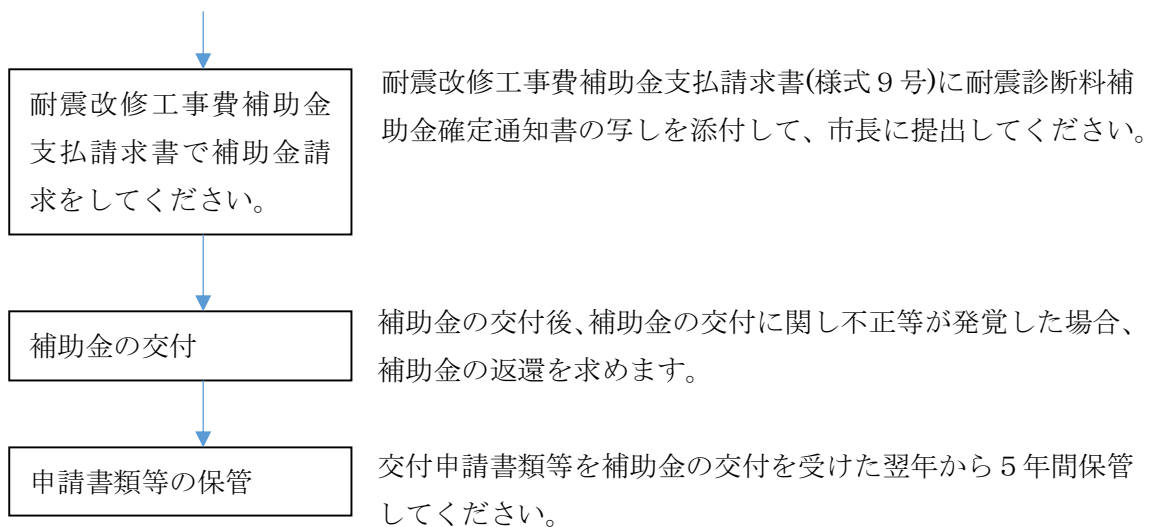 耐震改修工事費補助金
支払請求書で補助金請
求をしてください。
耐震改修工事費補助金支払請求書(様式９号)に耐震診断料補
助金確定通知書の写しを添付して、市長に提出してください。
補助金の交付
補助金の交付後、補助金の交付に関し不正等が発覚した場合、
補助金の返還を求めます。
申請書類等の保管
交付申請書類等を補助金の交付を受けた翌年から５年間保管
してください。